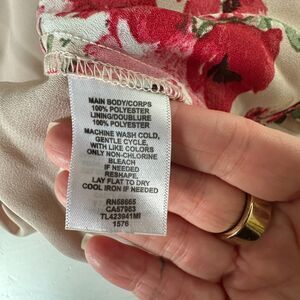 MAIN BODY/CORPS
100% POLYESTER
LINING/DOUBLURE
100% POLYESTER
MACHINE WASH COLD,
GENTLE CYCLE,
WITH LIKE COLORS
ONLY NON-CHLORINE
BLEACH
IF NEEDED
RESHAPE,
LAY FLAT TO DRY
COOL IRON IF NEEDED
RN58665
CA57963
TL423941MI
1576